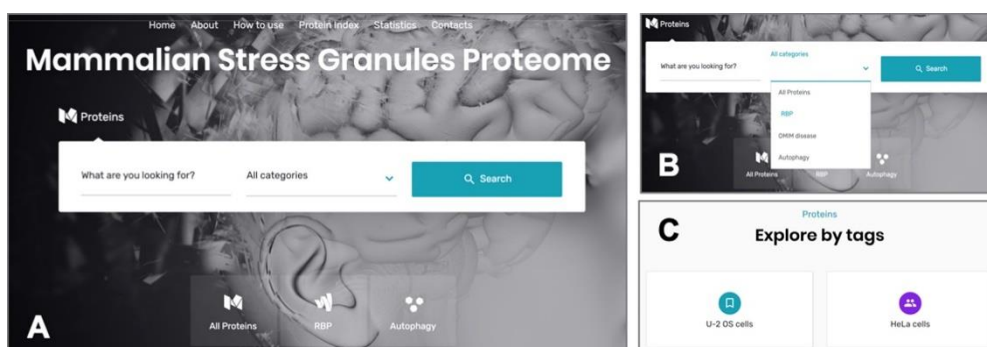 Home About How to use Protein Index Statistics Contacts
Mammalian Stress Granules Proteome
Proteins
What are you looking for? All categories Search
All Proteins RBP Autophagy
A
Proteins
All categories
What are you looking for? Search
All Proteins
RBP
OMIM disease
Autophagy
All Proteins RBP Autophagy
B
Proteins
C
Explore by tags
U-2 OS cells HeLa cells